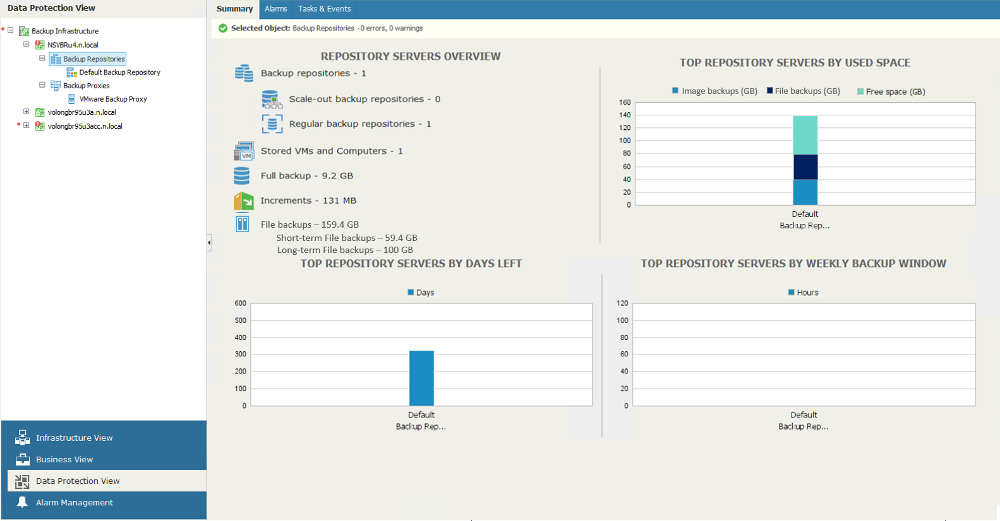 Data Protection View
Backup Infrastructure
NSVBRu4.n.local
Backup Repositories
Default Backup Repository
Backup Proxies
VMware Backup Proxy
volongbr95u3a.n.local
volongbr95u3acc.n.local
Infrastructure View
Business View
Data Protection View
Alarm Management
Summary Alarms Tasks & Events
Selected Object: Backup Repositories -0 errors, 0 warnings
REPOSITORY SERVERS OVERVIEW
Backup repositories - 1
Scale-out backup repositories - 0
Regular backup repositories - 1
VM
Stored VMs and Computers - 1
Full backup - 9.2 GB
Increments - 131 MB
File backups – 159.4 GB
Short-term File backups – 59.4 GB
Long-term File backups – 100 GB
TOP REPOSITORY SERVERS BY USED SPACE
Image backups (GB) File backups (GB) Free space (GB)
160
140
120
100
80
60
40
20
0
Default
Backup Rep...
TOP REPOSITORY SERVERS BY DAYS LEFT
Days
600
500
400
300
200
100
0
Default
Backup Rep...
TOP REPOSITORY SERVERS BY WEEKLY BACKUP WINDOW
Hours
120
100
80
60
40
20
0
Default
Backup Rep...